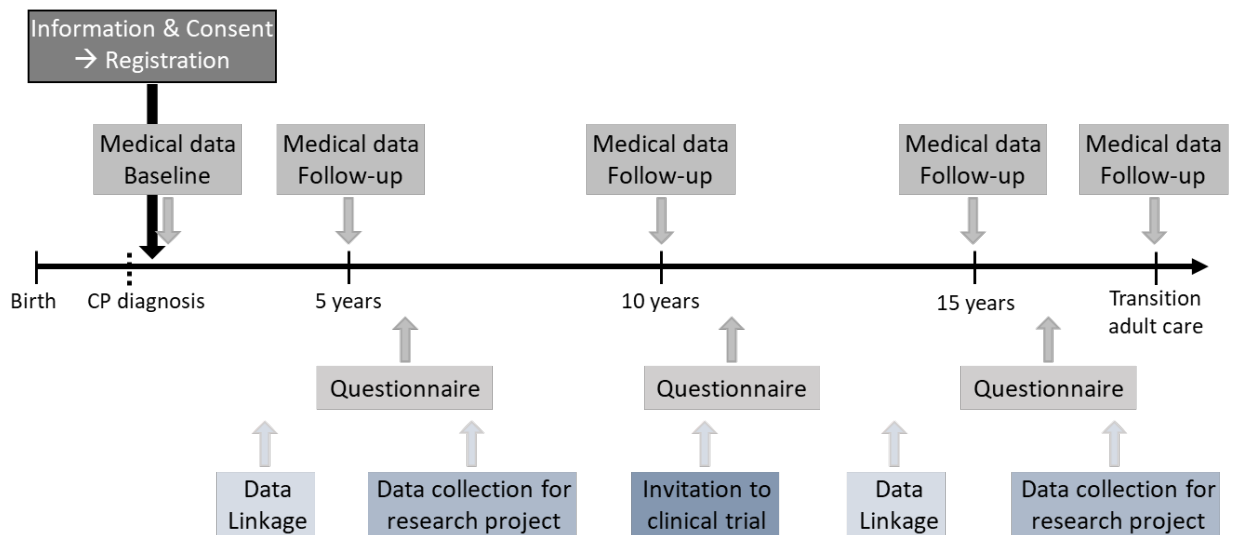 Information & Consent
→ Registration
Medical data
Baseline
Medical data
Follow-up
Medical data
Follow-up
Medical data
Follow-up
Medical data
Follow-up
Birth
CP diagnosis
5 years
10 years
15 years
Transition
adult care
Questionnaire
Questionnaire
Questionnaire
Data
Linkage
Data collection for
research project
Invitation to
clinical trial
Data
Linkage
Data collection for
research project